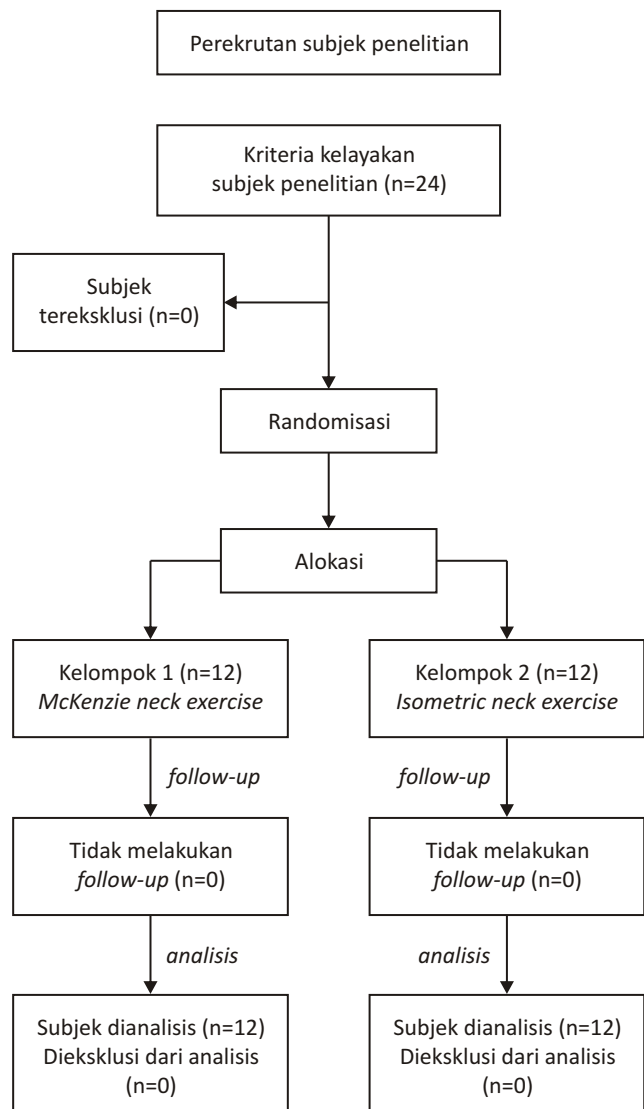 Perekrutan subjek penelitian
Kriteria kelayakan
subjek penelitian (n=24)
Subjek
tereksklusi (n=0)
Randomisasi
Alokasi
Kelompok 1 (n=12)
McKenzie neck exercise
Kelompok 2 (n=12)
Isometric neck exercise
follow-up
follow-up
Tidak melakukan
follow-up (n=0)
Tidak melakukan
follow-up (n=0)
analisis
analisis
Subjek dianalisis (n=12)
Dieksklusi dari analisis
(n=0)
Subjek dianalisis (n=12)
Dieksklusi dari analisis
(n=0)